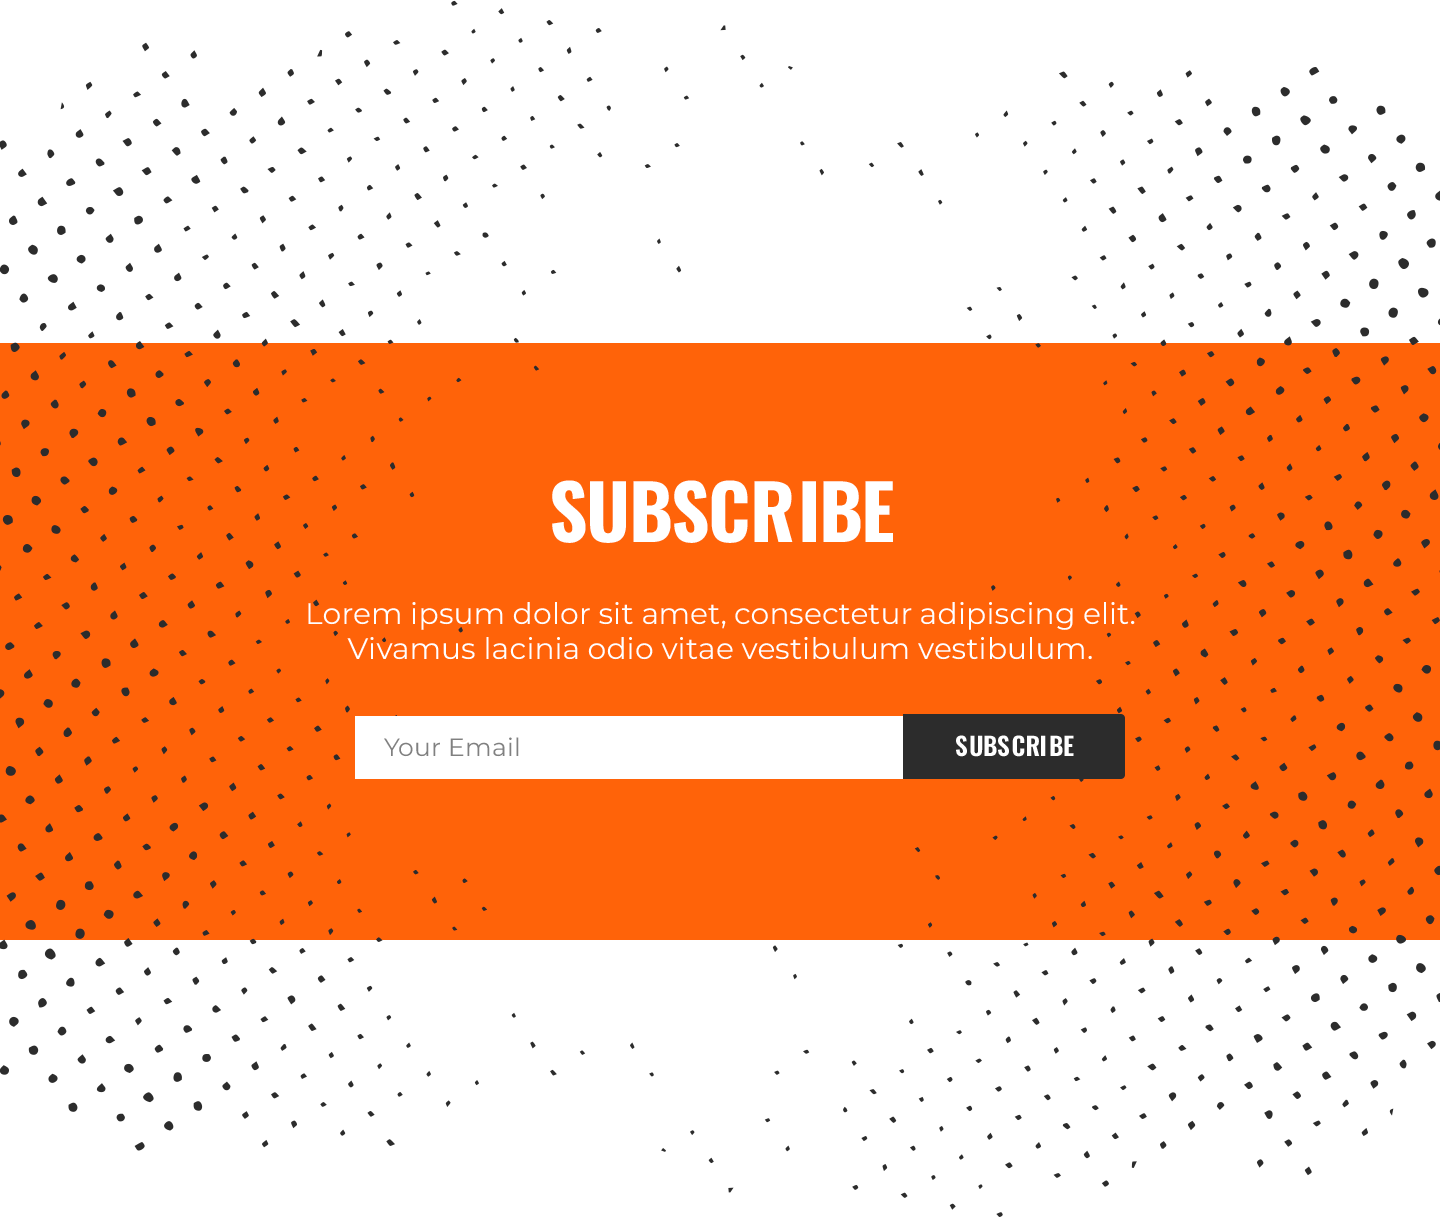 SUBSCRIBE
Lorem ipsum dolor sit amet, consectetur adipiscing elit.
Vivamus lacinia odio vitae vestibulum vestibulum.
Your Email
SUBSCRIBE